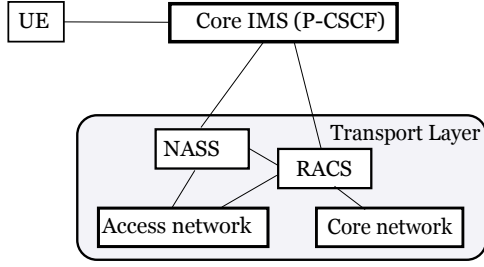 UE
Core IMS (P-CSCF)
Transport Layer
NASS
RACS
Access network
Core network